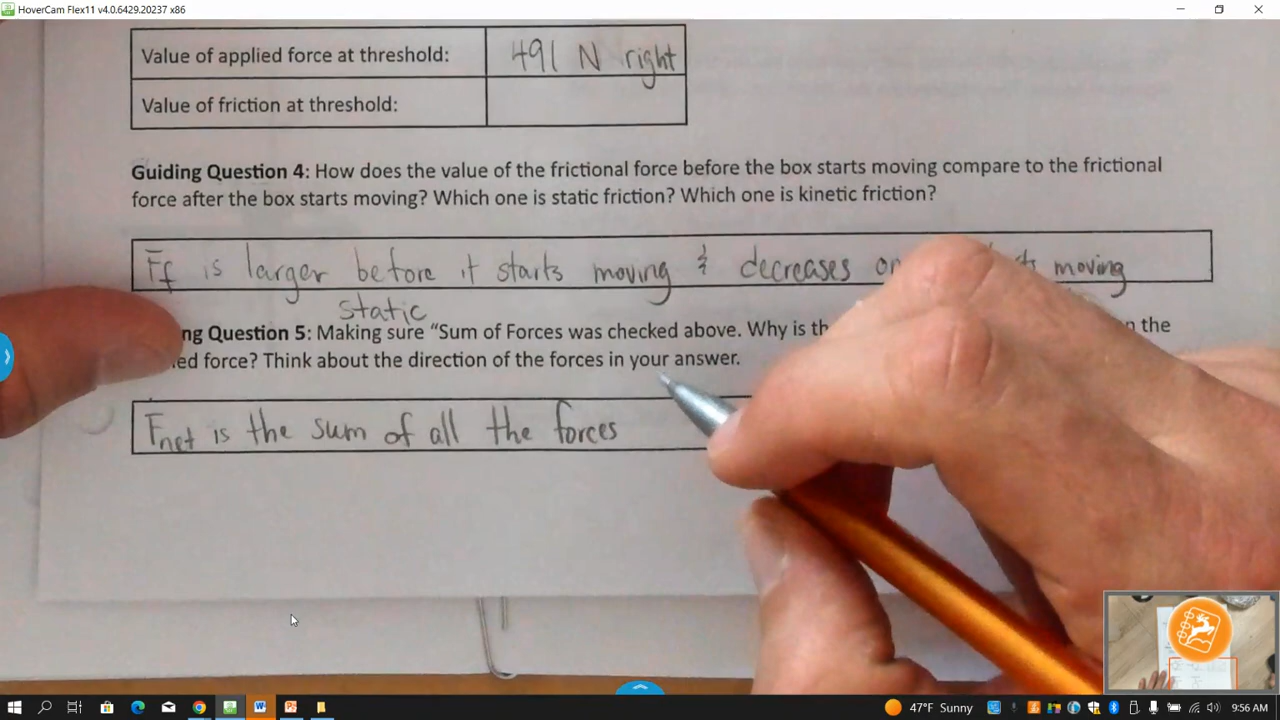 HoverCam Flex11 v4.0.6429.20237 x86
Value of applied force at threshold: 491 N right
Value of friction at threshold:
Guiding Question 4: How does the value of the frictional force before the box starts moving compare to the frictional
force after the box starts moving? Which one is static friction? Which one is kinetic friction?
Ff is larger before it starts moving & decreases moving
static
Question 5: Making sure “Sum of Forces was checked above. Why is the
force? Think about the direction of the forces in your answer.
Fnet is the sum of all the forces
47°F Sunny
9:56 AM